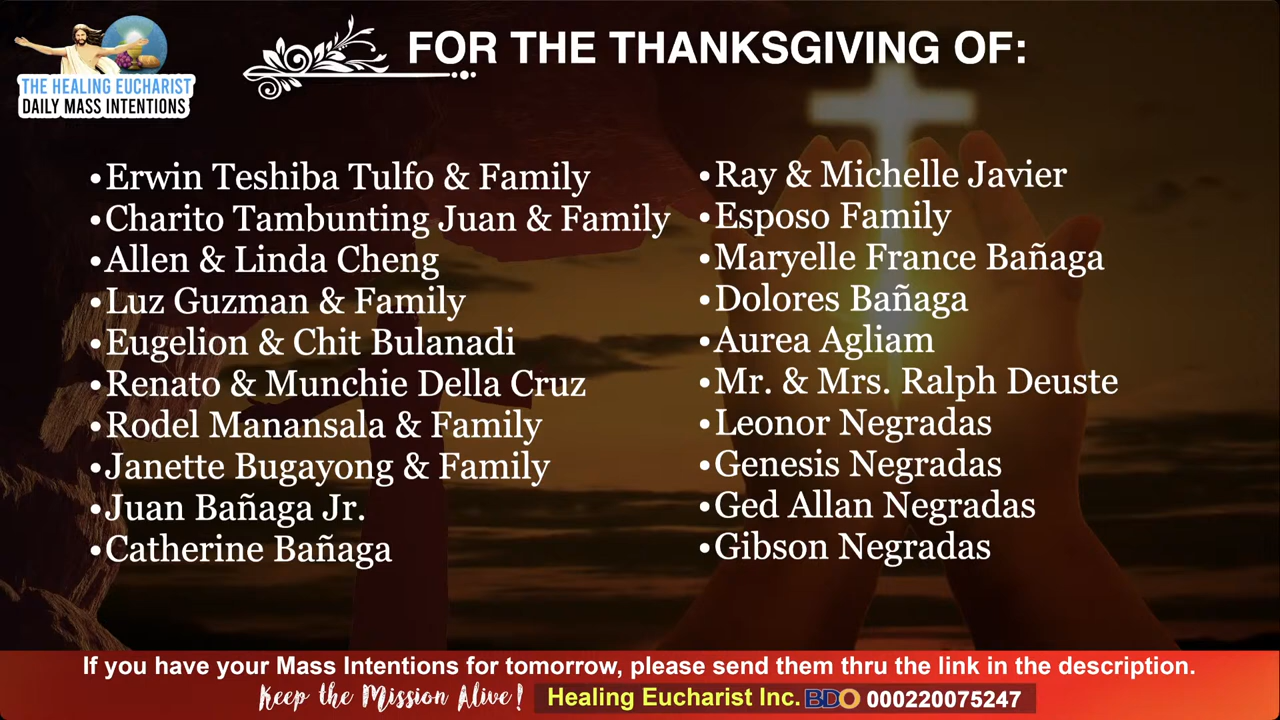 THE HEALING EUCHARIST
DAILY MASS INTENTIONS
FOR THE THANKSGIVING OF:
•Erwin Teshiba Tulfo & Family
•Charito Tambunting Juan & Family
•Allen & Linda Cheng
•Luz Guzman & Family
•Eugelion & Chit Bulanadi
•Renato & Munchie Della Cruz
•Rodel Manansala & Family
•Janette Bugayong & Family
•Juan Bañaga Jr.
•Catherine Bañaga
•Ray & Michelle Javier
•Esposo Family
•Maryelle France Bañaga
•Dolores Bañaga
•Aurea Agliam
•Mr. & Mrs. Ralph Deuste
•Leonor Negradas
•Genesis Negradas
•Ged Allan Negradas
•Gibson Negradas
If you have your Mass Intentions for tomorrow, please send them thru the link in the description.
Keep the Mission Alive! Healing Eucharist Inc. BDO 000220075247